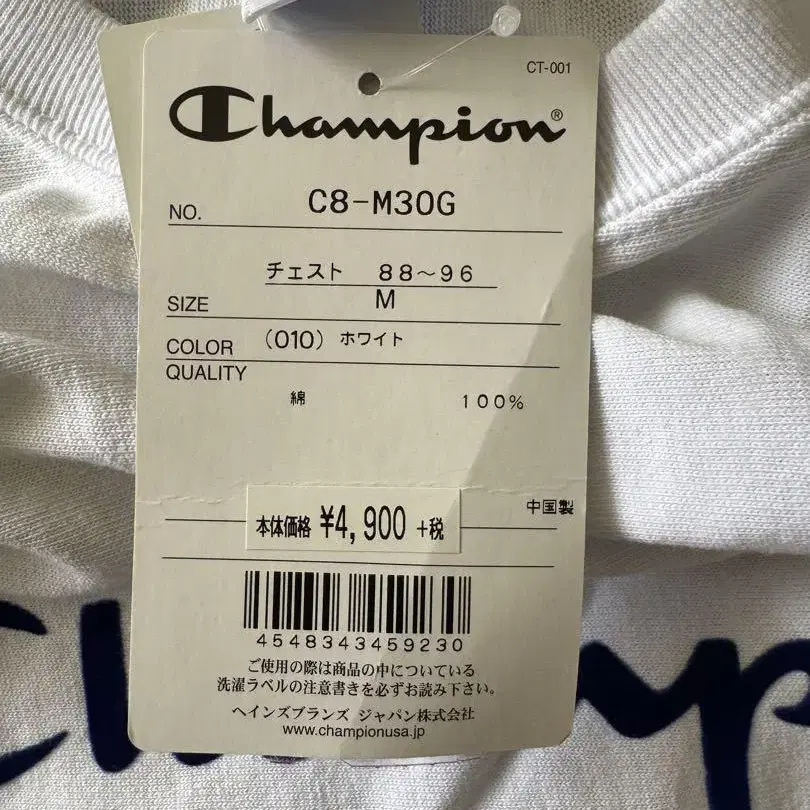 CT-001
Champion®
NO. C8-M30G
チェスト 88~96
SIZE M
COLOR (010) ホワイト
QUALITY
綿 100%
中国製
本体価格 ¥4,900 +税
4548343459230
ご使用の際は商品の中についている
洗濯ラベルの注意書きを必ずお読み下さい。
ヘインズブランズ ジャパン株式会社
www.championusa.jp
Champ